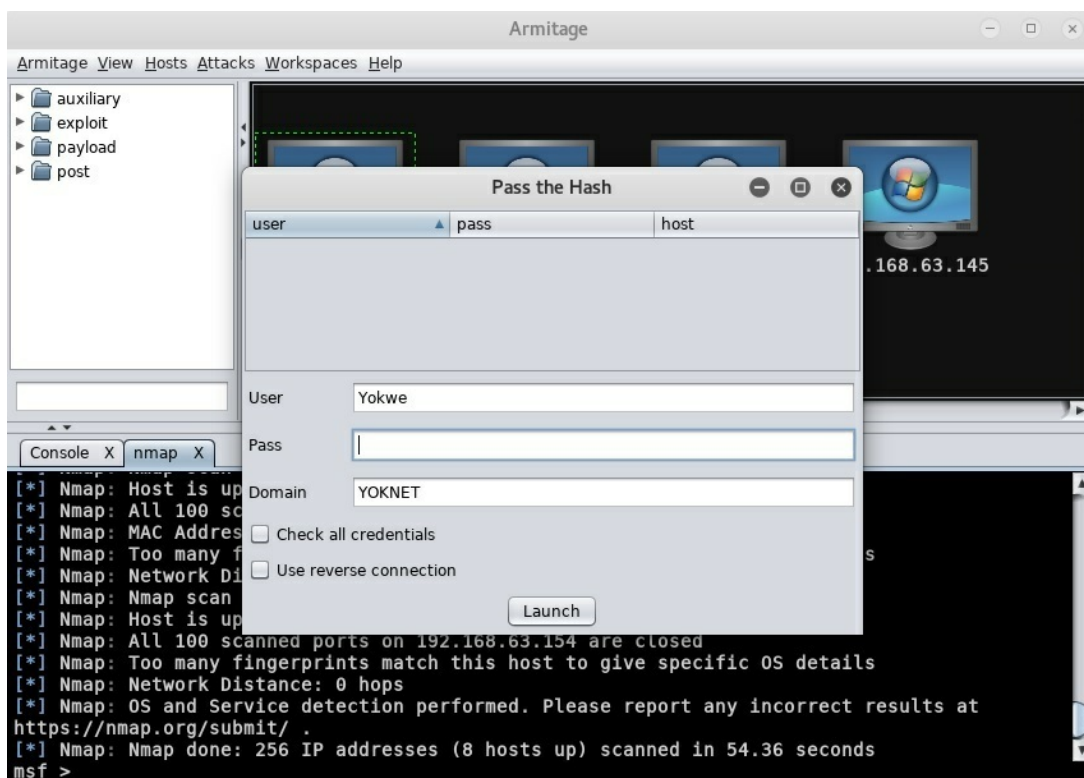 Armitage
Armitage View Hosts Attacks Workspaces Help
auxiliary
exploit
payload
post
.168.63.145
Pass the Hash
user pass host
User Yokwe
Pass
Domain YOKNET
Check all credentials
Use reverse connection
Launch
Console X nmap X
[*] Nmap: Host is up
[*] Nmap: All 100 sc
[*] Nmap: MAC Addres
[*] Nmap: Too many f s
[*] Nmap: Network Di
[*] Nmap: Nmap scan
[*] Nmap: Host is up
[*] Nmap: All 100 scanned ports on 192.168.63.154 are closed
[*] Nmap: Too many fingerprints match this host to give specific OS details
[*] Nmap: Network Distance: 0 hops
[*] Nmap: OS and Service detection performed. Please report any incorrect results at
https://nmap.org/submit/ .
[*] Nmap: Nmap done: 256 IP addresses (8 hosts up) scanned in 54.36 seconds
msf >